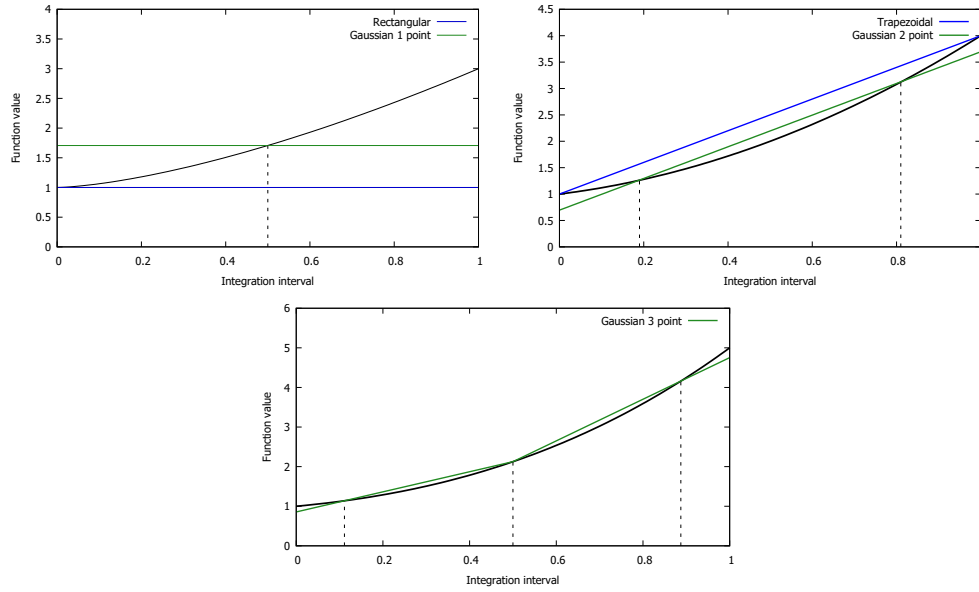 Rectangular
Gaussian 1 point
Function value
4
3.5
3
2.5
2
1.5
1
0.5
0
0 0.2 0.4 0.6 0.8 1
Integration interval
Trapezoidal
Gaussian 2 point
Function value
4.5
4
3.5
3
2.5
2
1.5
1
0.5
0
0 0.2 0.4 0.6 0.8
Integration interval
Gaussian 3 point
Function value
6
5
4
3
2
1
0
0 0.2 0.4 0.6 0.8 1
Integration interval